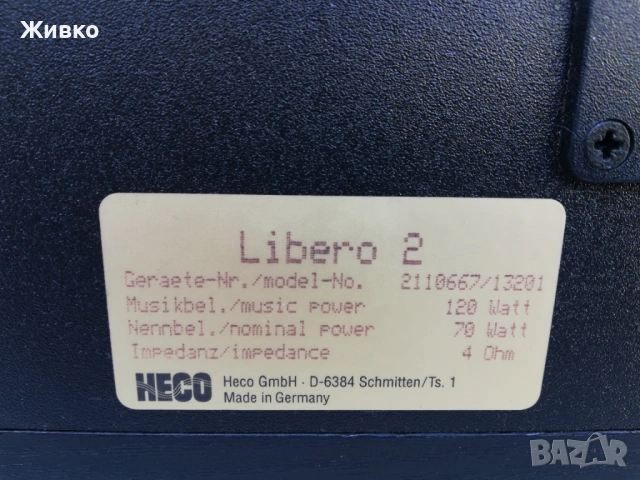 Живко
Libero 2
Geraete-Nr./model-No. 2110667/13201
Musikbel./music power 120 Watt
Nennbel./nominal power 70 Watt
Impedanz/impedance 4 Ohm
HECO Heco GmbH · D-6384 Schmitten/Ts. 1
Made in Germany
BAZAR